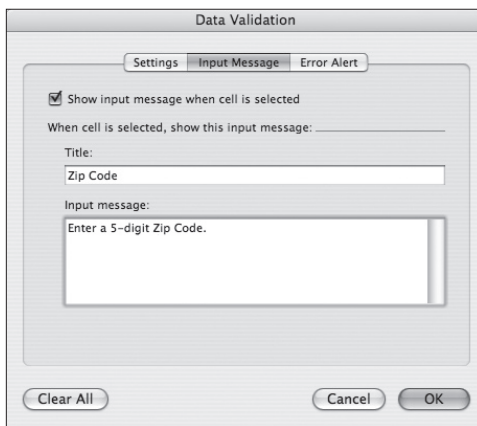 Data Validation
Settings Input Message Error Alert
Show input message when cell is selected
When cell is selected, show this input message:
Title:
Zip Code
Input message:
Enter a 5-digit Zip Code.
Clear All Cancel OK